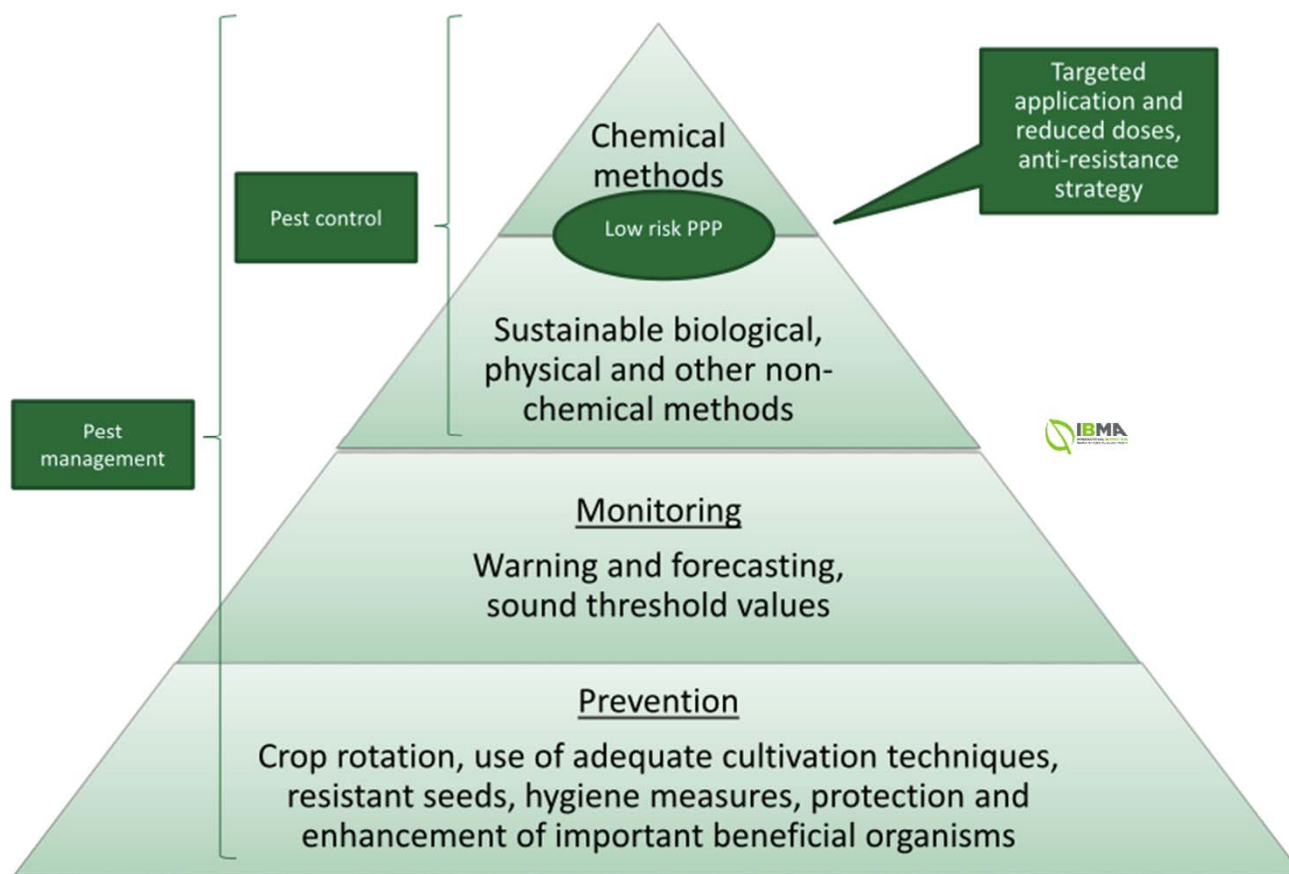 Chemical
methods
Low risk PPP
Targeted
application and
reduced doses,
anti-resistance
strategy
Pest control
Sustainable biological,
physical and other non-
chemical methods
Pest
management
IBMA
Monitoring
Warning and forecasting,
sound threshold values
Prevention
Crop rotation, use of adequate cultivation techniques,
resistant seeds, hygiene measures, protection and
enhancement of important beneficial organisms